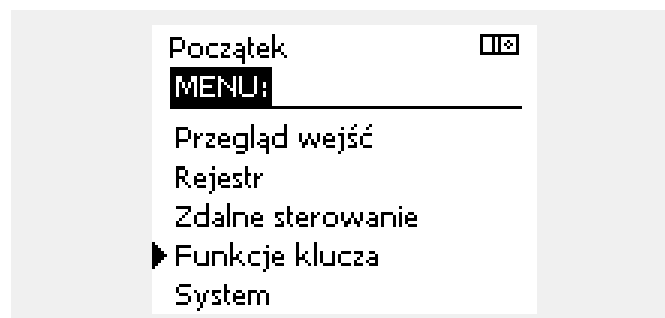 Początek
MENU:
Przegląd wejść
Rejestr
Zdalne sterowanie
Funkcje klucza
System